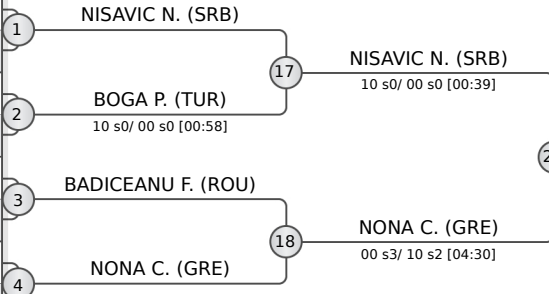 NISAVIC N. (SRB)
1
17
NISAVIC N. (SRB)
10 s0/ 00 s0 [00:39]
BOGA P. (TUR)
2
10 s0/ 00 s0 [00:58]
BADICEANU F. (ROU)
3
18
NONA C. (GRE)
00 s3/ 10 s2 [04:30]
NONA C. (GRE)
4